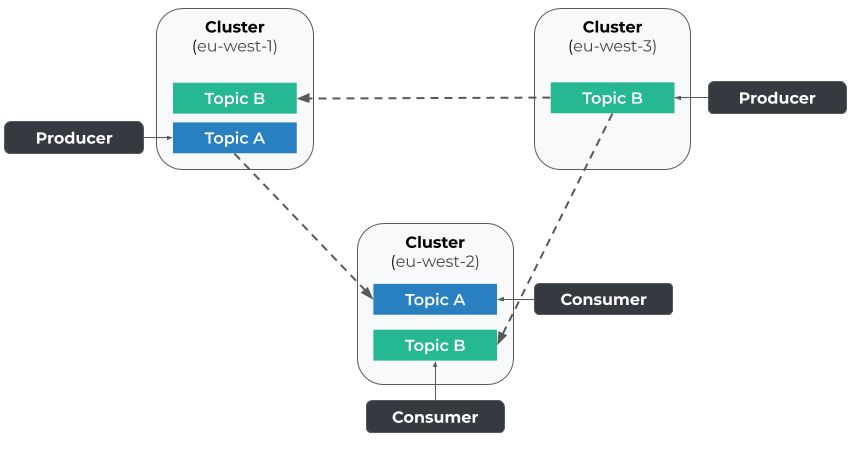 Cluster
(eu-west-1)
Topic B
Topic A
Producer
Cluster
(eu-west-3)
Topic B
Producer
Cluster
(eu-west-2)
Topic A
Topic B
Consumer
Consumer